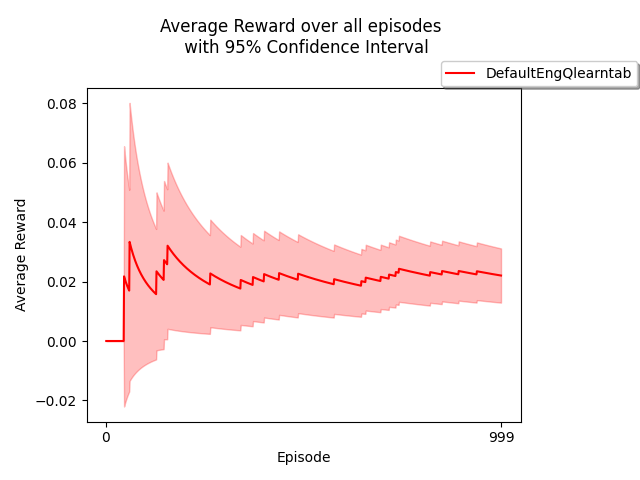 Average Reward over all episodes
with 95% Confidence Interval
DefaultEngQlearntab
0.08
0.06
0.04
0.02
0.00
−0.02
Average Reward
0 999
Episode